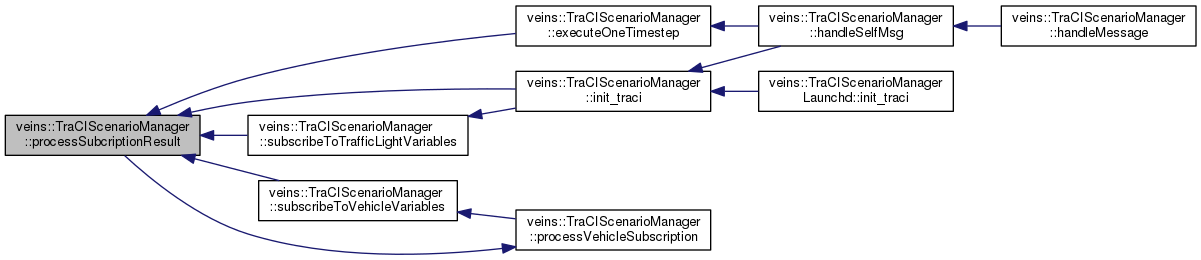 veins::TraCIScenarioManager
::executeOneTimestep
veins::TraCIScenarioManager
::handleSelfMsg
veins::TraCIScenarioManager
::handleMessage
veins::TraCIScenarioManager
::init_traci
veins::TraCIScenarioManager
Launchd::init_traci
veins::TraCIScenarioManager
::processSubcriptionResult
veins::TraCIScenarioManager
::subscribeToTrafficLightVariables
veins::TraCIScenarioManager
::subscribeToVehicleVariables
veins::TraCIScenarioManager
::processVehicleSubscription